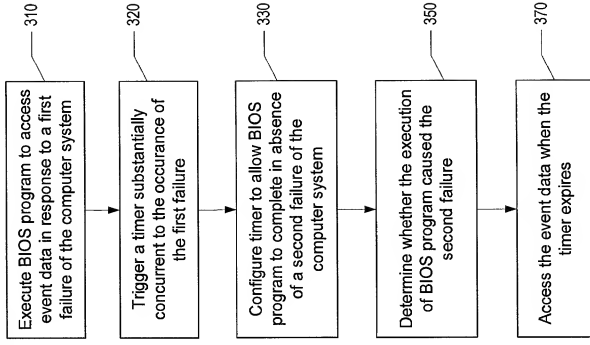 310
Execute BIOS program to access
event data in response to a first
failure of the computer system
320
Trigger a timer substantially
concurrent to the occurance of
the first failure
330
Configure timer to allow BIOS
program to complete in absence
of a second failure of the
computer system
350
Determine whether the execution
of BIOS program caused the
second failure
370
Access the event data when the
timer expires